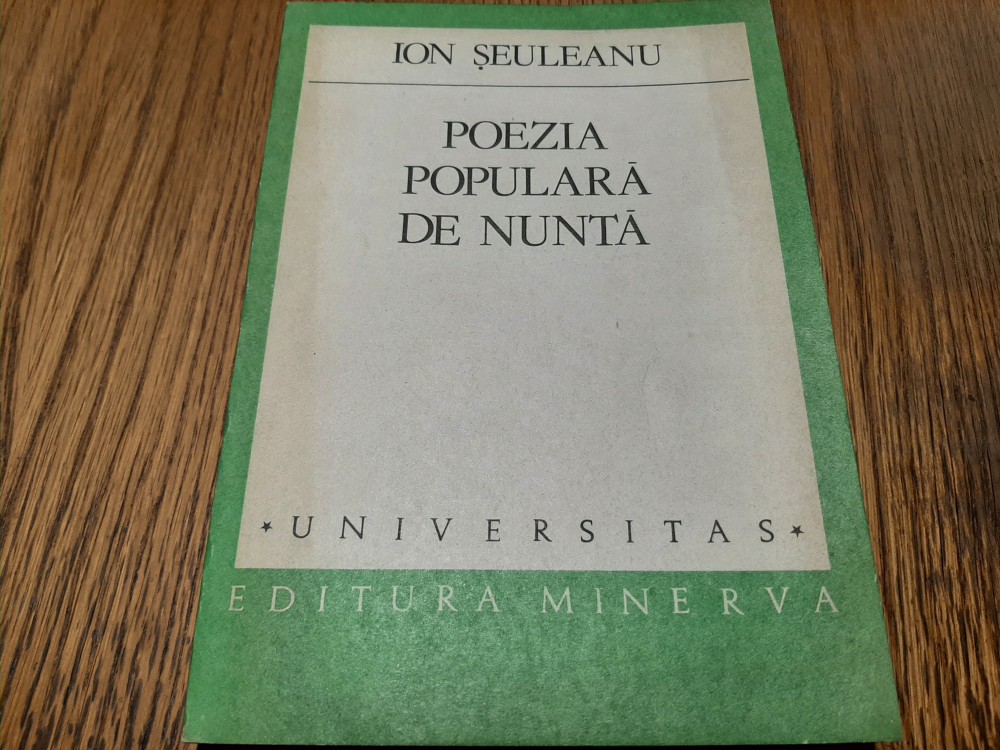 ION ȘEULEANU
POEZIA
POPULARĂ
DE NUNTĂ
★ UNIVERSITAS ★
EDITURA MINERVA